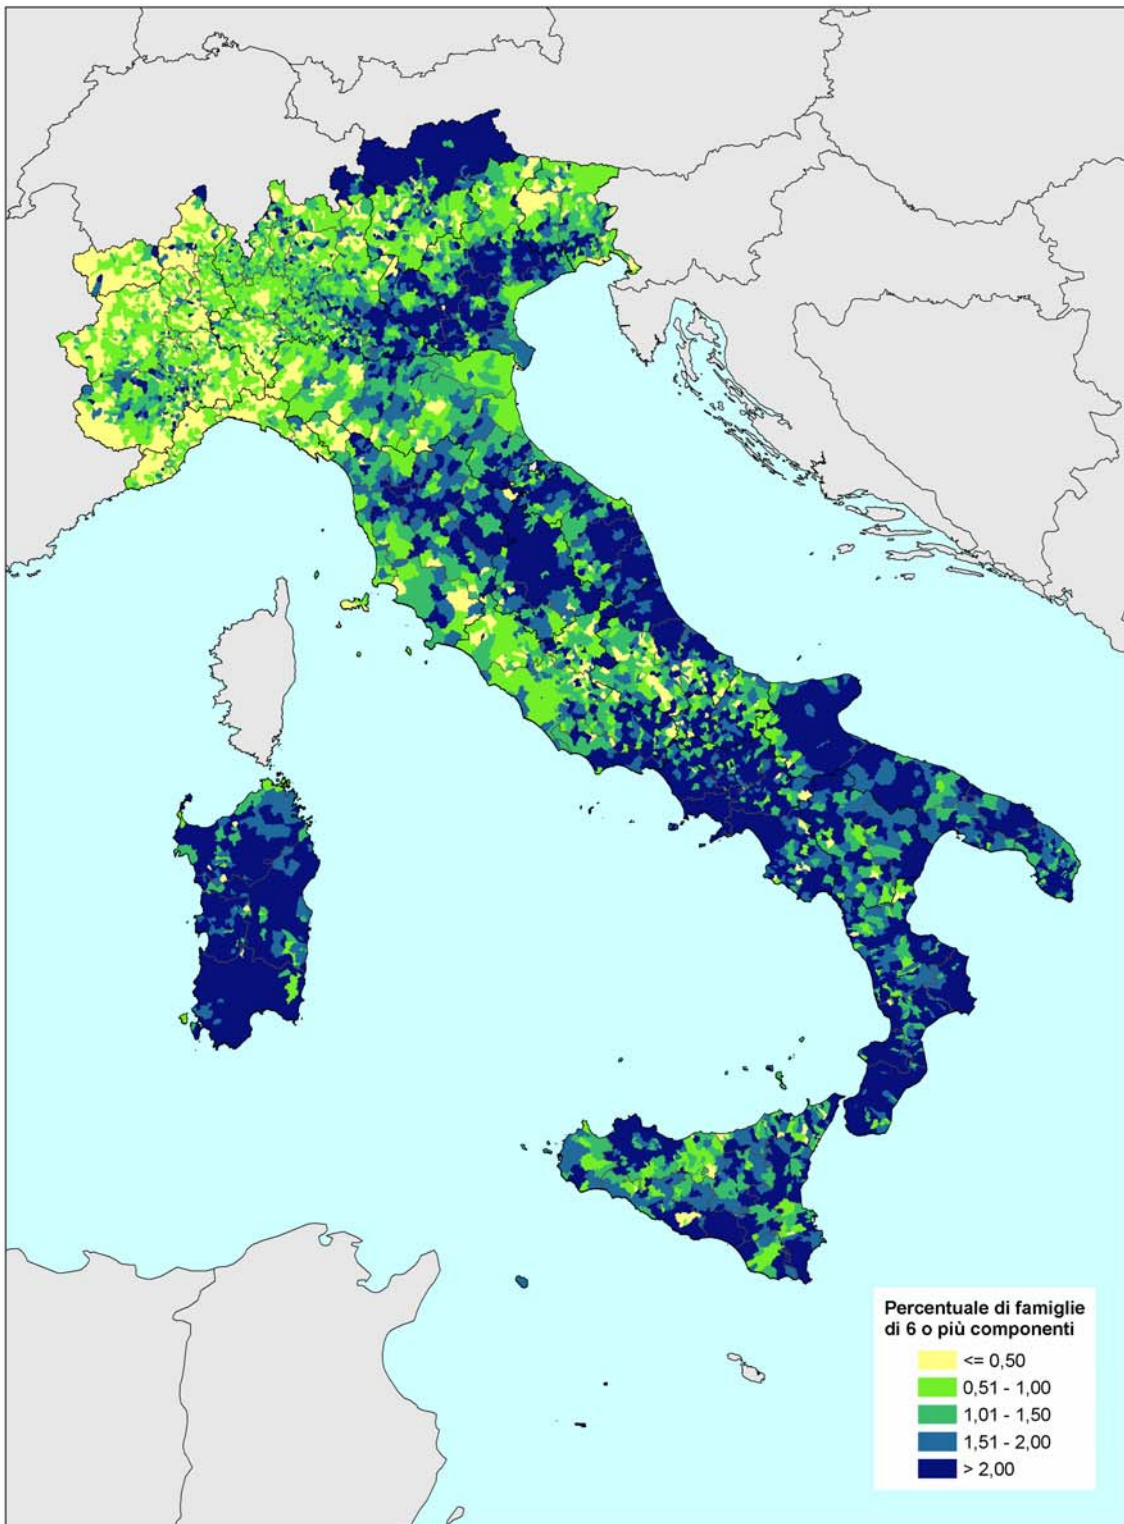 Percentuale di famiglie
di 6 o più componenti
<= 0,50
0,51 - 1,00
1,01 - 1,50
1,51 - 2,00
> 2,00